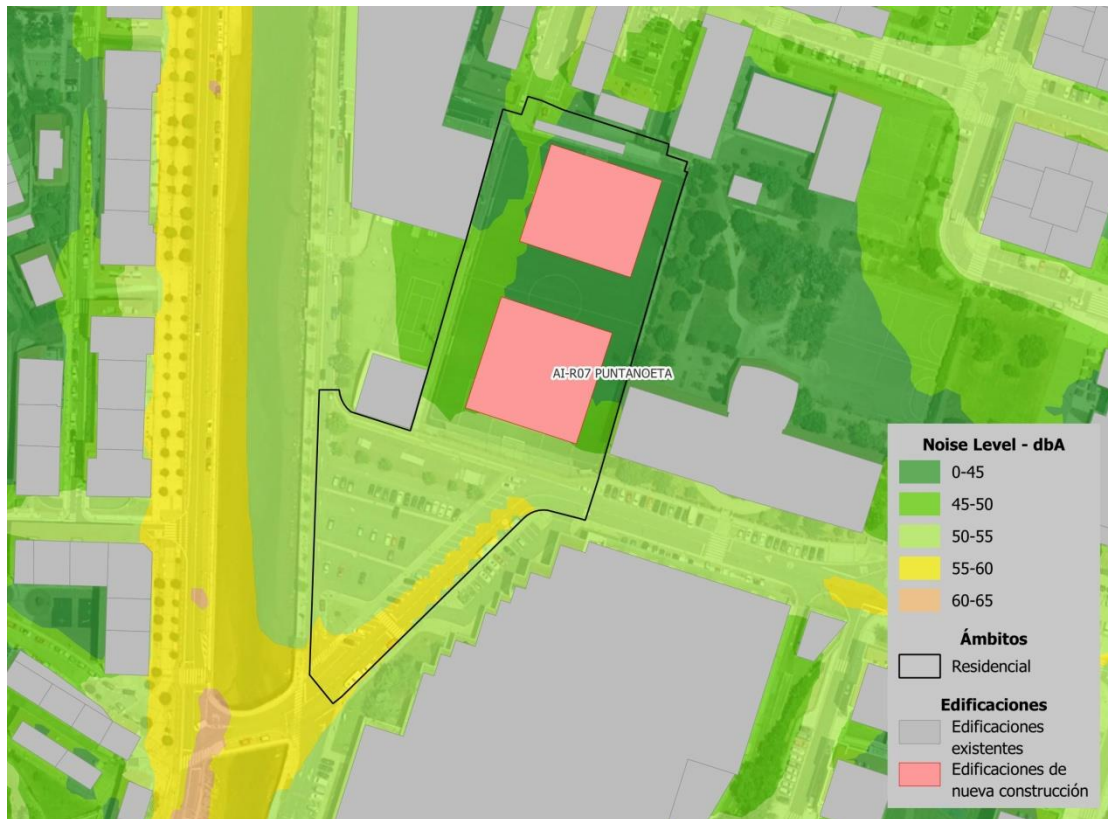 AI-R07 PUNTANOETA
Noise Level - dbA
0-45
45-50
50-55
55-60
60-65
Ámbitos
Residencial
Edificaciones
Edificaciones
existentes
Edificaciones de
nueva construcción